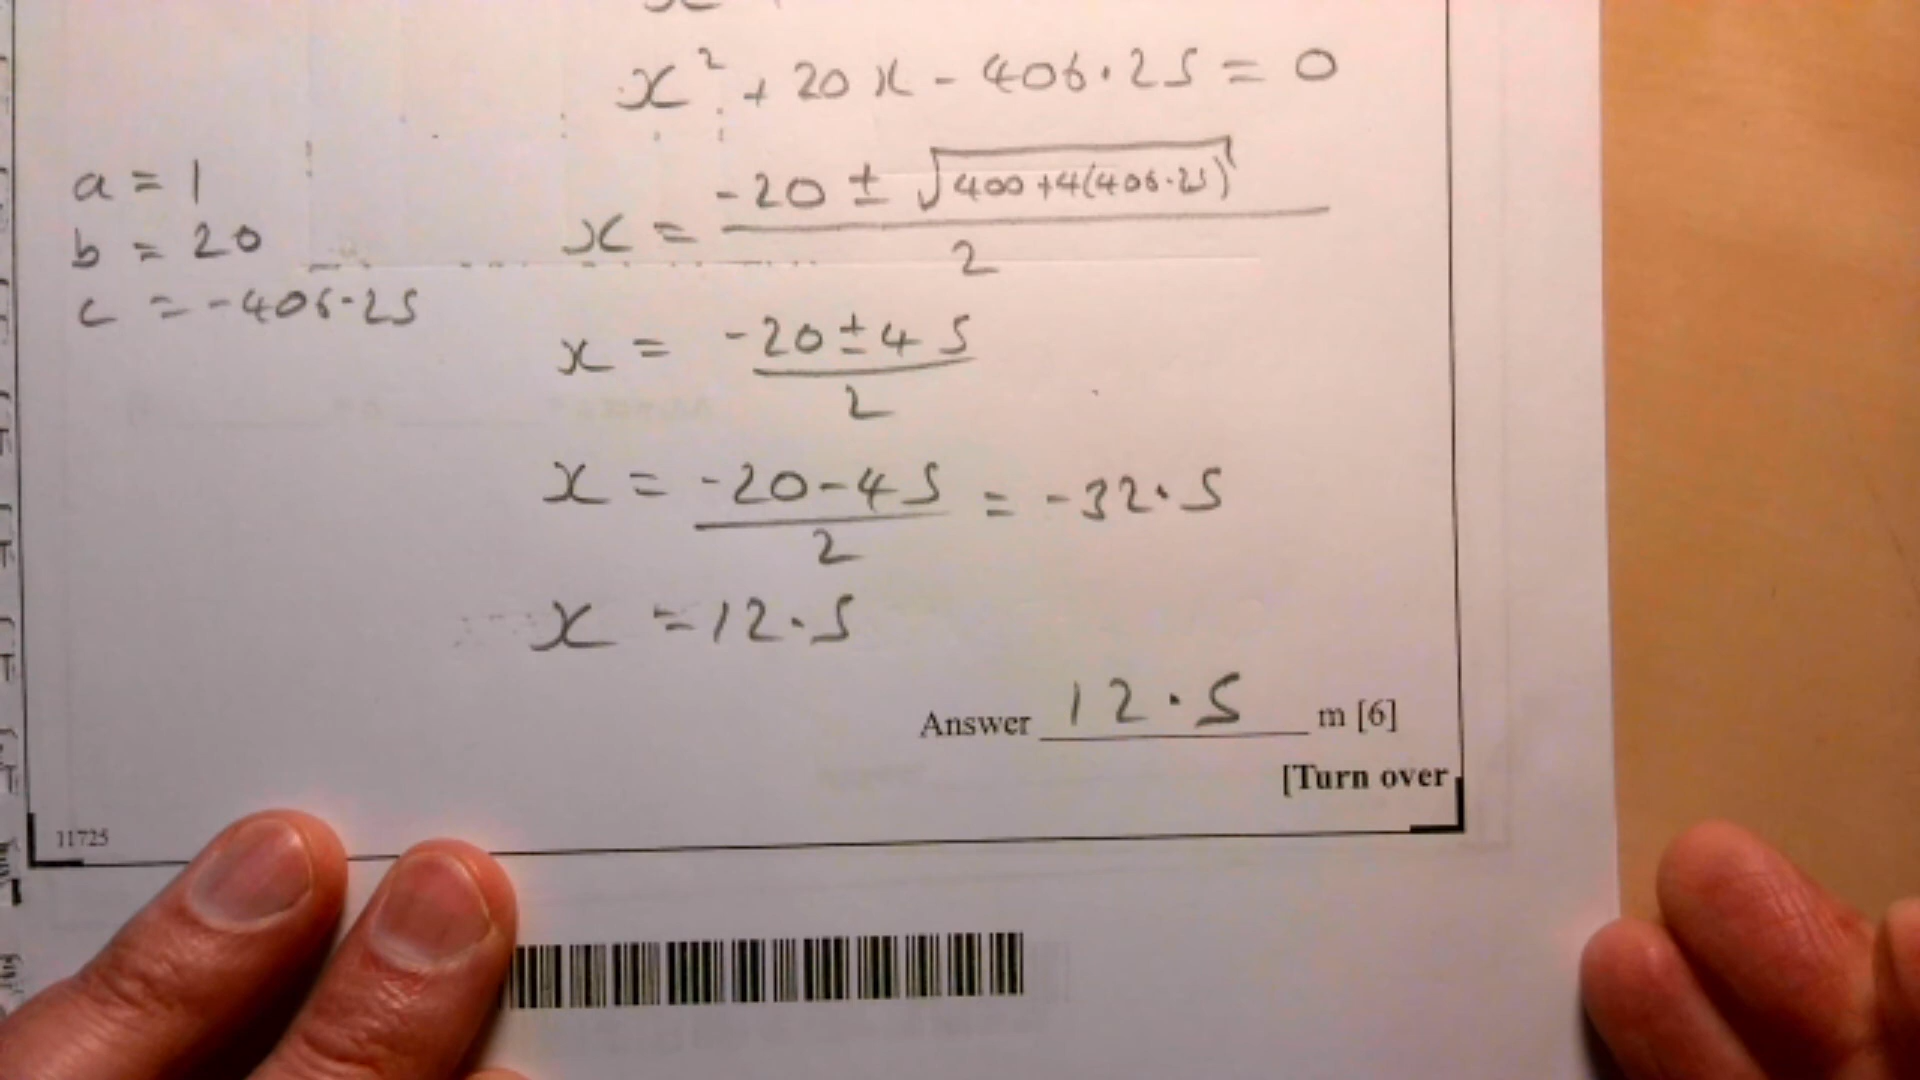 x² + 20x - 406.25 = 0
a = 1
b = 20
c = -406.25
x = (-20 ± √(400 + 4(406.25))) / 2
x = (-20 ± 45) / 2
x = (-20 - 45) / 2 = -32.5
x = 12.5
Answer 12.5 m [6]
[Turn over
11725